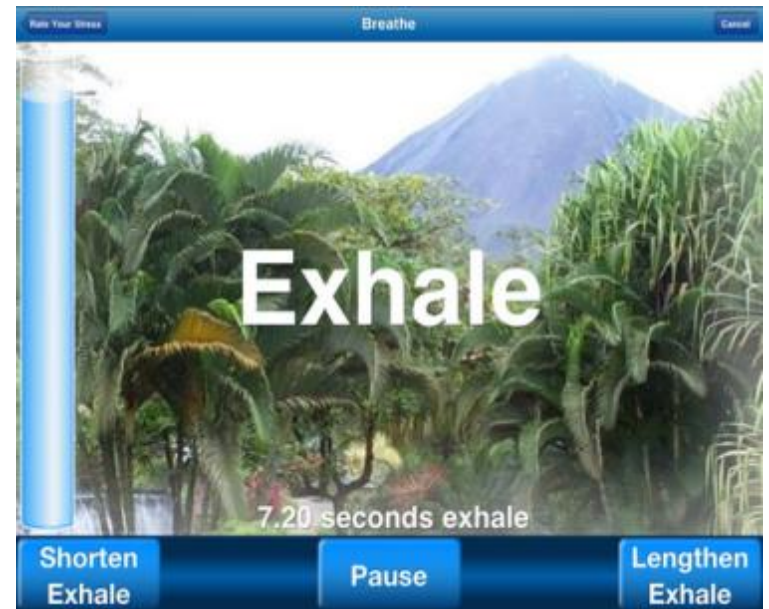 Rate Your Stress
Breathe
Cancel
Exhale
7.20 seconds exhale
Shorten
Exhale
Pause
Lengthen
Exhale